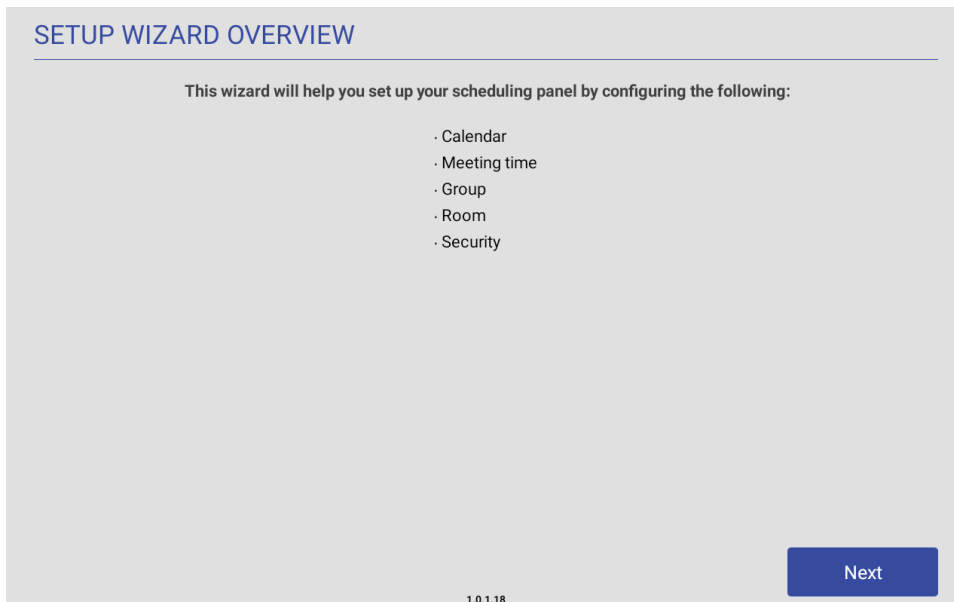 SETUP WIZARD OVERVIEW
This wizard will help you set up your scheduling panel by configuring the following:
· Calendar
· Meeting time
· Group
· Room
· Security
Next
1.0.1.18